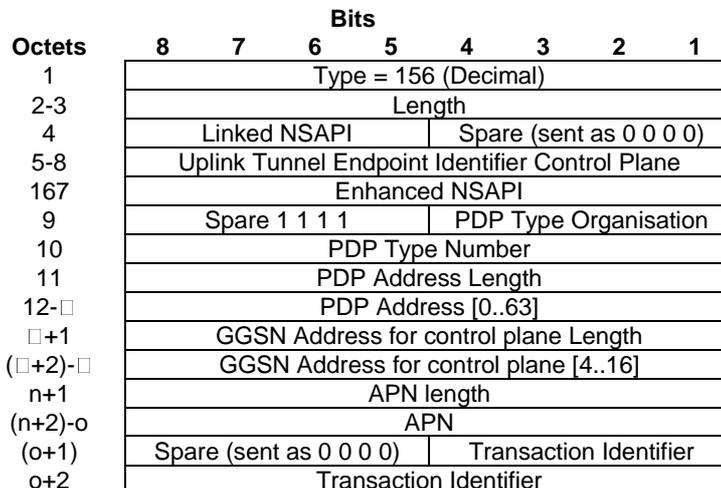 Bits
Octets 8 7 6 5 4 3 2 1
1 Type = 156 (Decimal)
2-3 Length
4 Linked NSAPI Spare (sent as 0 0 0 0)
5-8 Uplink Tunnel Endpoint Identifier Control Plane
167 Enhanced NSAPI
9 Spare 1 1 1 1 PDP Type Organisation
10 PDP Type Number
11 PDP Address Length
12-□ PDP Address [0..63]
□+1 GGSN Address for control plane Length
(□+2)-□ GGSN Address for control plane [4..16]
n+1 APN length
(n+2)-o APN
(o+1) Spare (sent as 0 0 0 0) Transaction Identifier
o+2 Transaction Identifier